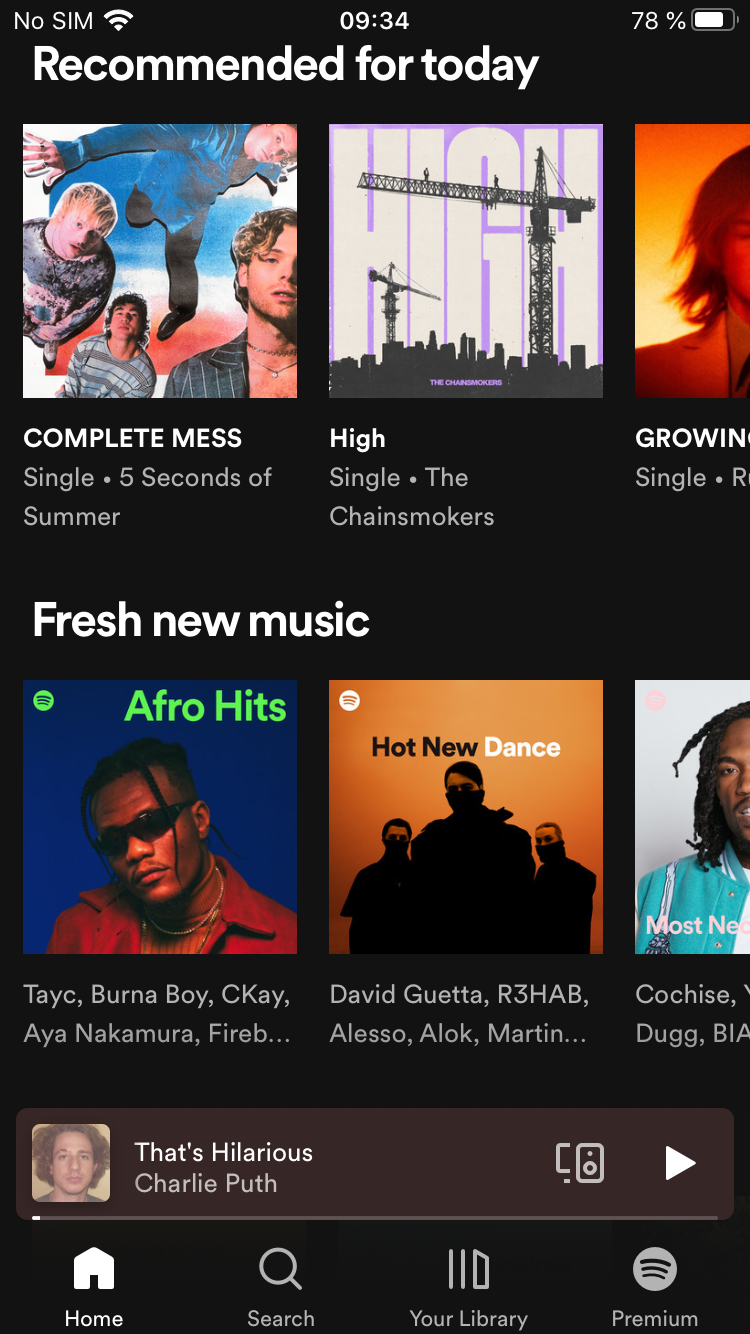 No SIM 09:34 78 %
Recommended for today
HIGH
THE CHAINSMOKERS
COMPLETE MESS
Single • 5 Seconds of
Summer
High
Single • The
Chainsmokers
GROWING
Single •
Fresh new music
Afro Hits
Hot New Dance
Most
Tayc, Burna Boy, CKay,
Aya Nakamura, Fireb...
David Guetta, R3HAB,
Alesso, Alok, Martin...
Cochise,
Dugg, BIA
That's Hilarious
Charlie Puth
Home Search Your Library Premium